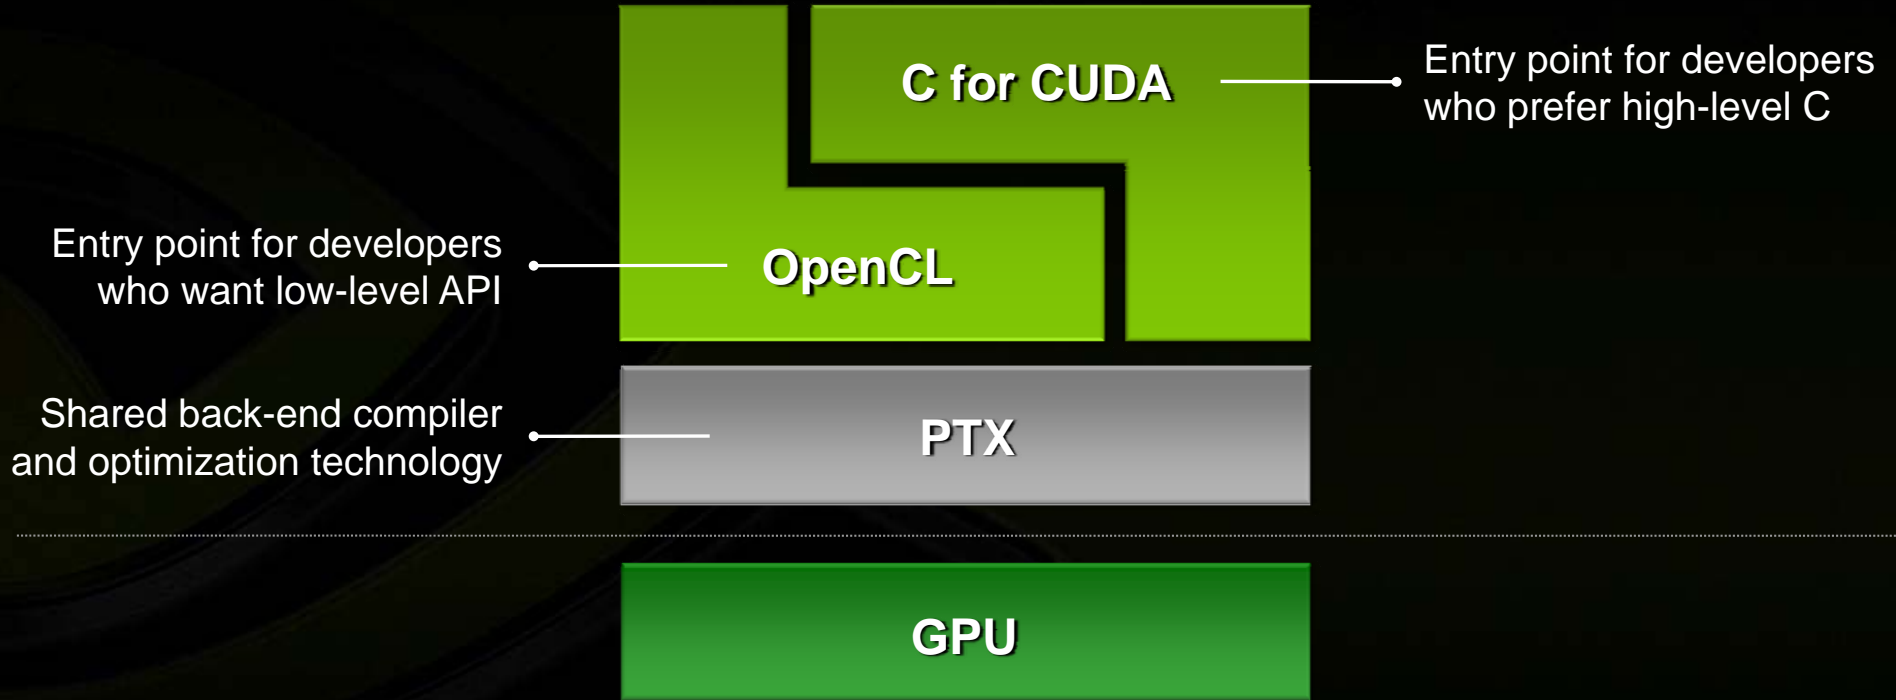 C for CUDA
Entry point for developers
who prefer high-level C
Entry point for developers
who want low-level API
OpenCL
Shared back-end compiler
and optimization technology
PTX
GPU